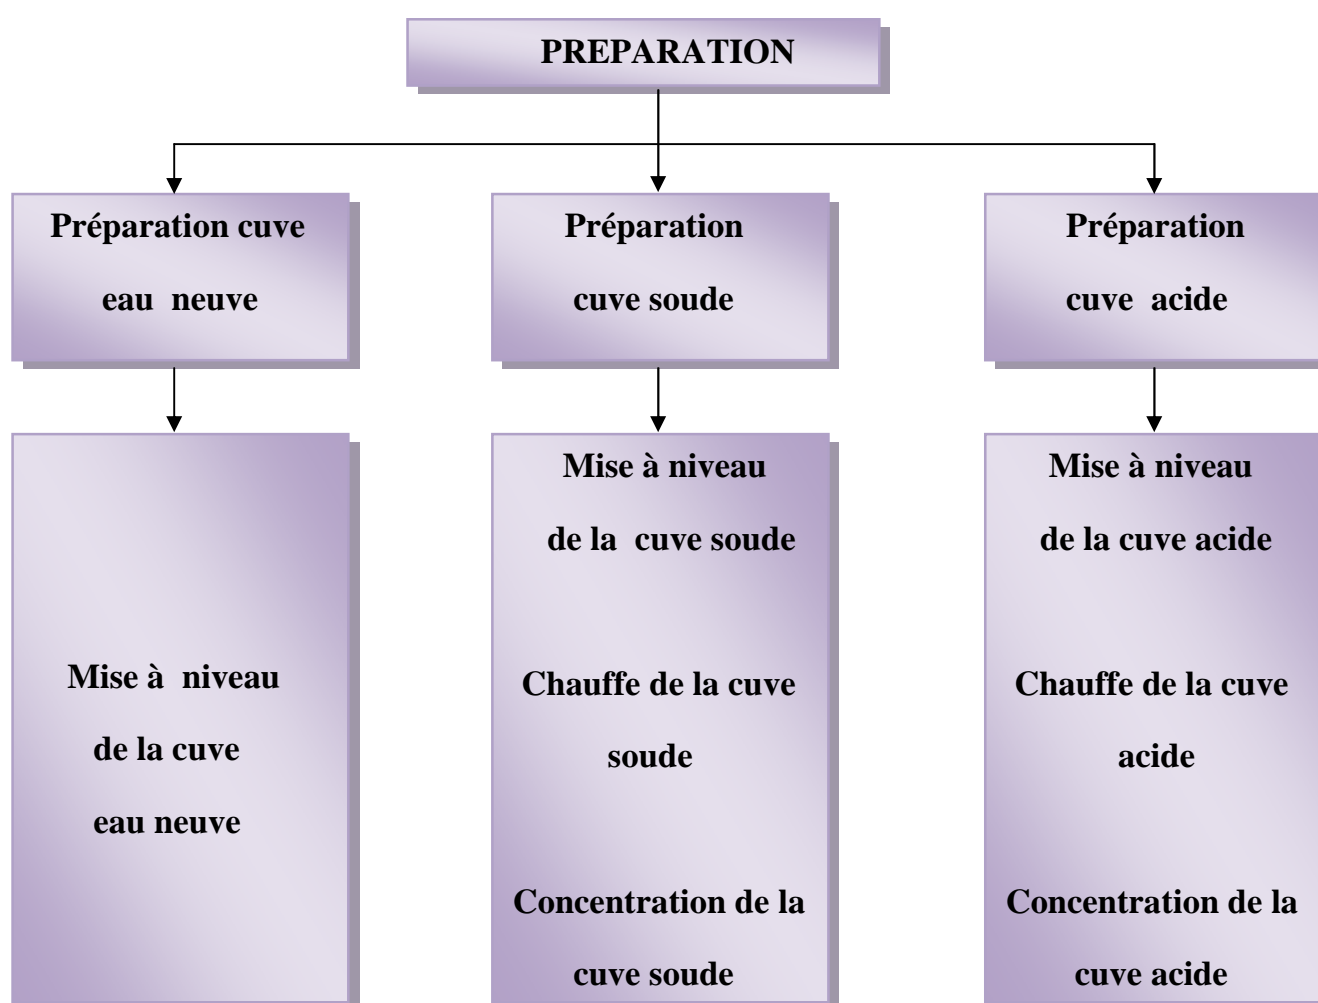 PREPARATION
Préparation cuve
eau neuve
Préparation
cuve soude
Préparation
cuve acide
Mise à niveau
de la cuve
eau neuve
Mise à niveau
de la cuve soude
Chauffe de la cuve
soude
Concentration de la
cuve soude
Mise à niveau
de la cuve acide
Chauffe de la cuve
acide
Concentration de la
cuve acide